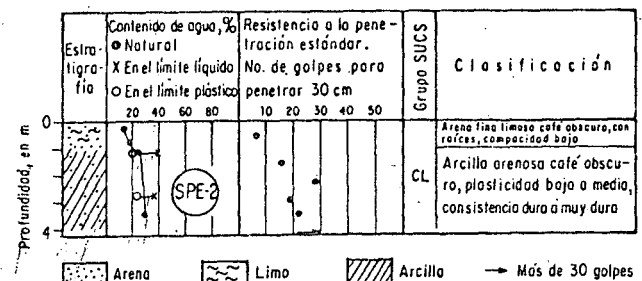 Estra-
tigra-
fía
Contenido de agua, %
Natural
X En el límite líquido
O En el límite plástico
20 40 60 80
Resistencia a la pene-
tración estándar.
No. de golpes para
penetrar 30 cm
10 20 30 40 50
Grupo SUCS
Clasificación
Profundidad, en m
0
4
SPE-2
CL
Arena fina limosa café obscuro, con
raíces, compacidad baja
Arcilla arenosa café obscu-
ro, plasticidad baja a media,
consistencia dura a muy dura
Arena
Limo
Arcilla
→ Más de 30 golpes